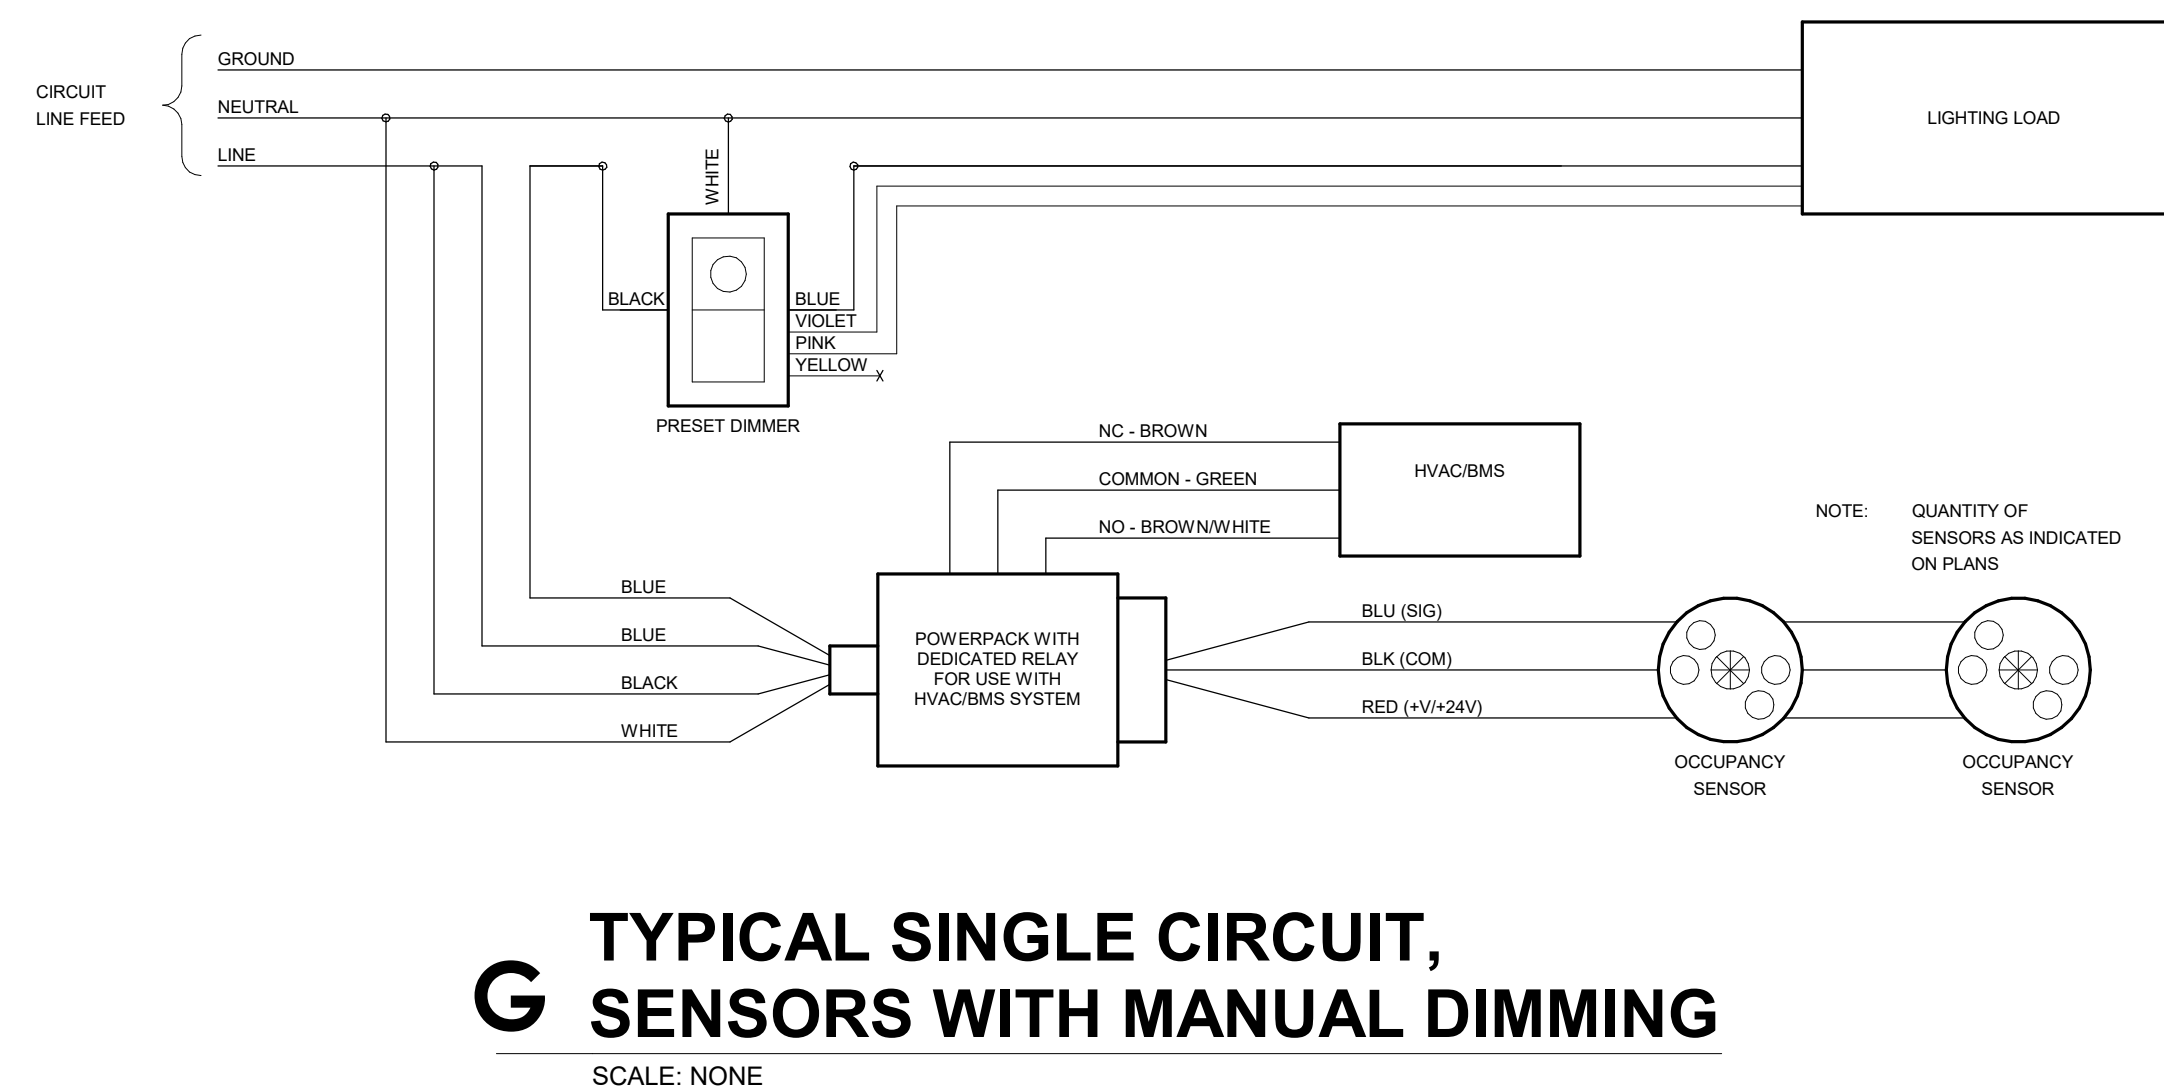 GROUND
CIRCUIT
LINE FEED
NEUTRAL
LINE
LIGHTING LOAD
WHITE
BLACK
BLUE
VIOLET
PINK
YELLOW
PRESET DIMMER
NC - BROWN
COMMON - GREEN
NO - BROWN/WHITE
HVAC/BMS
NOTE: QUANTITY OF
SENSORS AS INDICATED
ON PLANS
BLUE
BLUE
BLACK
WHITE
POWERPACK WITH
DEDICATED RELAY
FOR USE WITH
HVAC/BMS SYSTEM
BLU (SIG)
BLK (COM)
RED (+V/+24V)
OCCUPANCY
SENSOR
OCCUPANCY
SENSOR
G
TYPICAL SINGLE CIRCUIT,
SENSORS WITH MANUAL DIMMING
SCALE: NONE